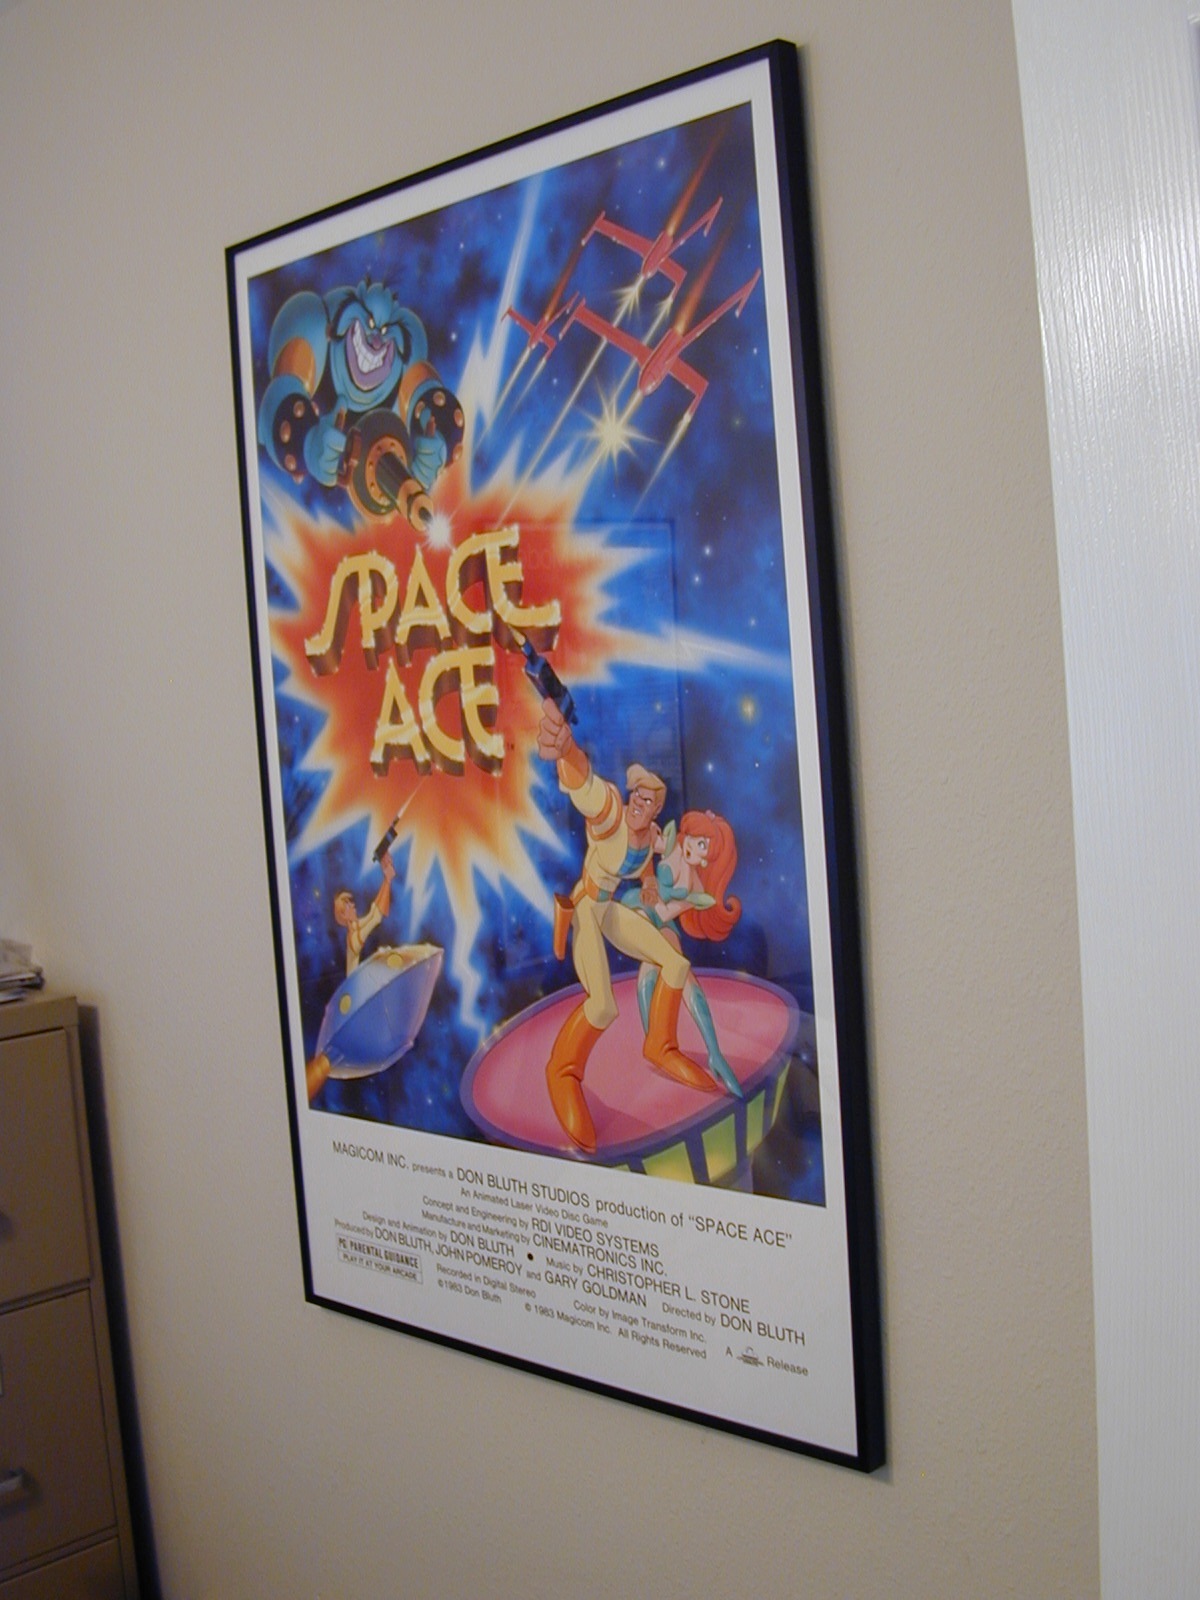 SPACE
ACE
MAGICOM INC. presents a DON BLUTH STUDIOS production of "SPACE ACE"
An Animated Laser Video Disc Game
Concept and Engineering by RDI VIDEO SYSTEMS
Manufacture and Marketing by CINEMATRONICS INC.
Design and Animation by DON BLUTH • Music by CHRISTOPHER L. STONE
Produced by DON BLUTH, JOHN POMEROY and GARY GOLDMAN Directed by DON BLUTH
PG: PARENTAL GUIDANCE
PLAY IT AT YOUR ARCADE
Recorded in Digital Stereo Color by Image Transform Inc.
©1983 Don Bluth © 1983 Magicom Inc. All Rights Reserved
A Release